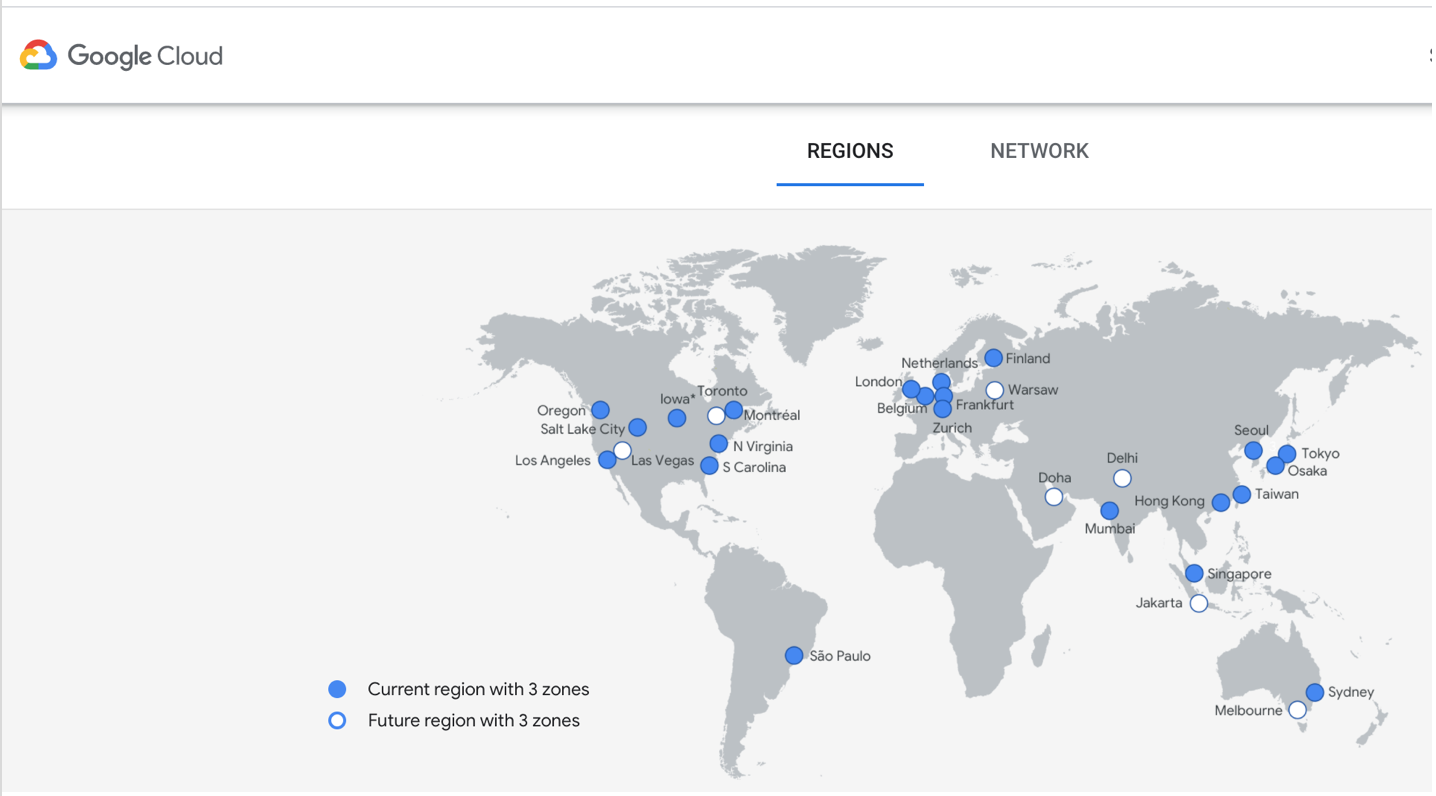 Google Cloud
REGIONS
NETWORK
Netherlands
Finland
London
Warsaw
Belgium
Frankfurt
Zurich
Iowa*
Toronto
Oregon
Montréal
Salt Lake City
N Virginia
Los Angeles
Las Vegas
S Carolina
Seoul
Tokyo
Osaka
Delhi
Doha
Hong Kong
Taiwan
Mumbai
Singapore
Jakarta
São Paulo
Sydney
Melbourne
Current region with 3 zones
Future region with 3 zones